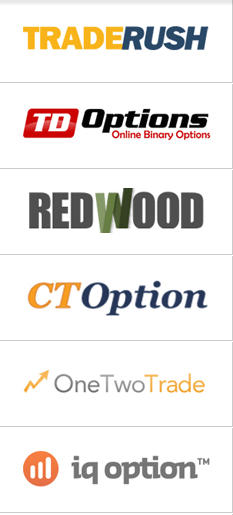 TRADERUSH
TD Options
Online Binary Options
REDWOOD
CTOption
OneTwoTrade
iq option™